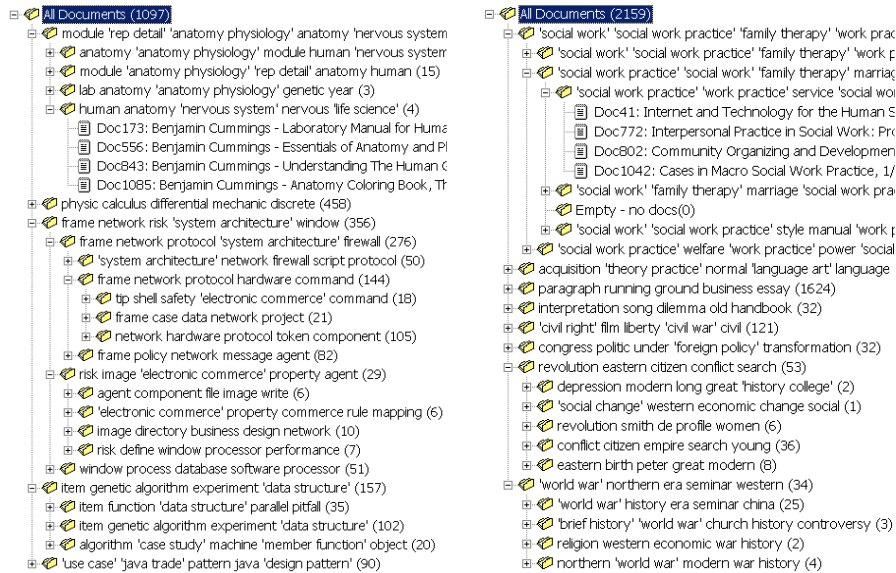 All Documents (1097)
module 'rep detail' 'anatomy physiology' anatomy 'nervous system
anatomy 'anatomy physiology' module human 'nervous system
module 'anatomy physiology' 'rep detail' anatomy human (15)
lab anatomy 'anatomy physiology' genetic year (3)
human anatomy 'nervous system' nervous 'life science' (4)
Doc173: Benjamin Cummings - Laboratory Manual for Huma
Doc556: Benjamin Cummings - Essentials of Anatomy and Pl
Doc843: Benjamin Cummings - Understanding The Human G
Doc1085: Benjamin Cummings - Anatomy Coloring Book, Th
physic calculus differential mechanic discrete (458)
frame network risk 'system architecture' window (356)
frame network protocol 'system architecture' firewall (276)
'system architecture' network firewall script protocol (50)
frame network protocol hardware command (144)
tip shell safety 'electronic commerce' command (18)
frame case data network project (21)
network hardware protocol token component (105)
frame policy network message agent (82)
risk image 'electronic commerce' property agent (29)
agent component file image write (6)
'electronic commerce' property commerce rule mapping (6)
image directory business design network (10)
risk define window processor performance (7)
window process database software processor (51)
item genetic algorithm experiment 'data structure' (157)
item function 'data structure' parallel pitfall (35)
item genetic algorithm experiment 'data structure' (102)
algorithm 'case study' machine 'member function' object (20)
'use case' 'java trade' pattern java 'design pattern' (90)
All Documents (2159)
'social work' 'social work practice' 'family therapy' 'work prac
'social work' 'social work practice' 'family therapy' 'work p
'social work practice' 'social work' 'family therapy' marriag
'social work practice' 'work practice' service 'social wo
Doc41: Internet and Technology for the Human S
Doc772: Interpersonal Practice in Social Work: Pro
Doc802: Community Organizing and Developmen
Doc1042: Cases in Macro Social Work Practice, 1/
'social work' 'family therapy' marriage 'social work prac
Empty - no docs(0)
'social work' 'social work practice' style manual 'work p
'social work practice' welfare 'work practice' power 'social
acquisition 'theory practice' normal 'language art' language
paragraph running ground business essay (1624)
interpretation song dilemma old handbook (32)
'civil right' film liberty 'civil war' civil (121)
congress politic under 'foreign policy' transformation (32)
revolution eastern citizen conflict search (53)
depression modern long great 'history college' (2)
'social change' western economic change social (1)
revolution smith de profile women (6)
conflict citizen empire search young (36)
eastern birth peter great modern (8)
'world war' northern era seminar western (34)
'world war' history era seminar china (25)
'brief history' 'world war' church history controversy (3)
religion western economic war history (2)
northern 'world war' modern war history (4)